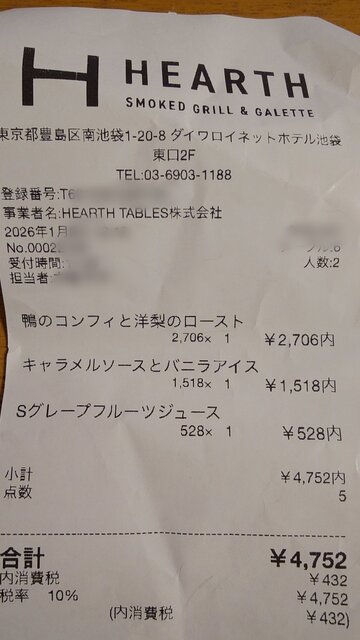 H HEARTH
SMOKED GRILL & GALETTE
東京都豊島区南池袋1-20-8 ダイワロイネットホテル池袋
東口2F
TEL:03-6903-1188
登録番号:T6
事業者名:HEARTH TABLES株式会社
2026年1月
No.0002
受付時間:
人数:2
担当者:
鴨のコンフィと洋梨のロースト
2,706× 1 ¥2,706内
キャラメルソースとバニラアイス
1,518× 1 ¥1,518内
Sグレープフルーツジュース
528× 1 ¥528内
小計 ¥4,752内
点数 5
合計 ¥4,752
内消費税 ¥432
税率 10% ¥4,752
(内消費税 ¥432)